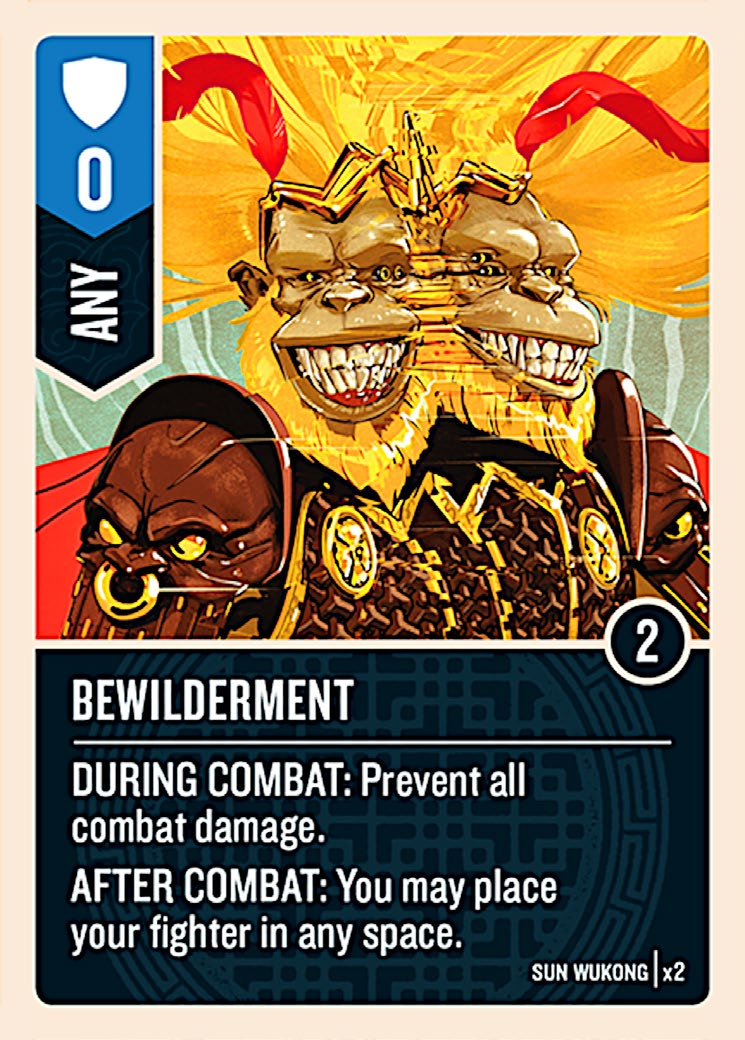 0
ANY
2
BEWILDERMENT
DURING COMBAT: Prevent all
combat damage.
AFTER COMBAT: You may place
your fighter in any space.
SUN WUKONG | x2